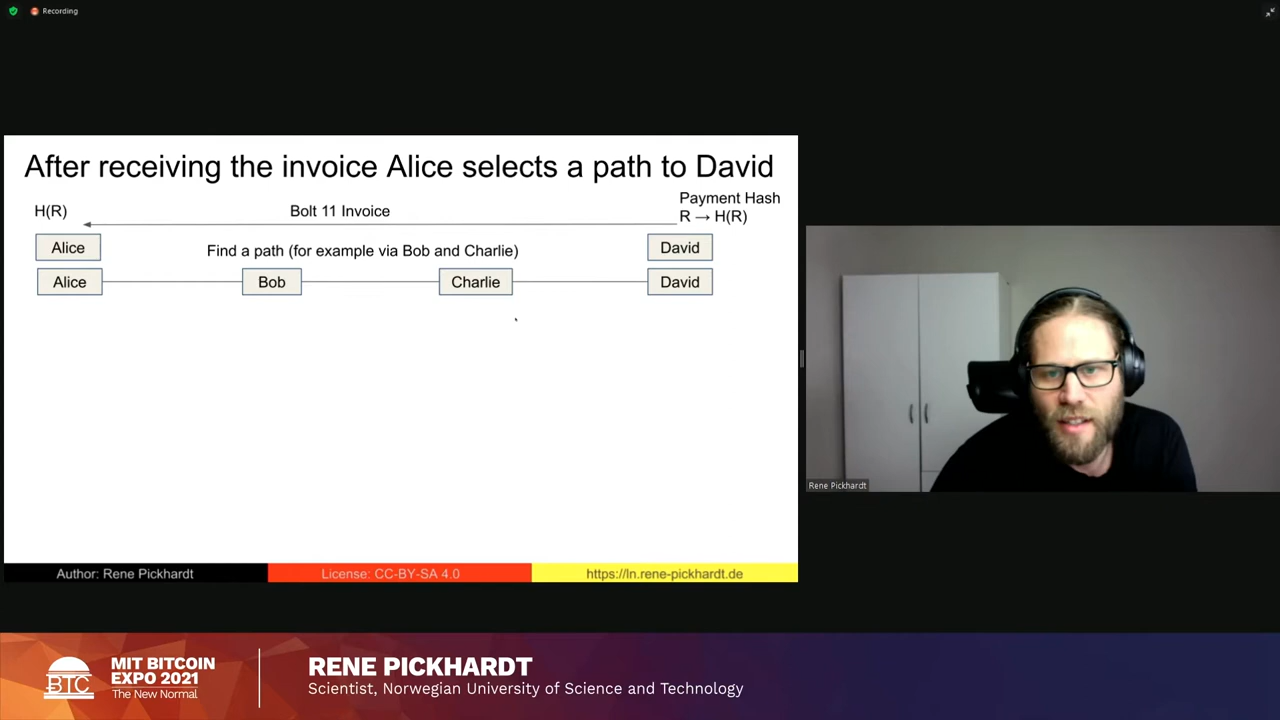 Recording
After receiving the invoice Alice selects a path to David
H(R)
Bolt 11 Invoice
Payment Hash
R → H(R)
Alice
Find a path (for example via Bob and Charlie)
David
Alice
Bob
Charlie
David
Author: Rene Pickhardt
License: CC-BY-SA 4.0
https://ln.rene-pickhardt.de
Rene Pickhardt
BTC
MIT BITCOIN
EXPO 2021
The New Normal
RENE PICKHARDT
Scientist, Norwegian University of Science and Technology